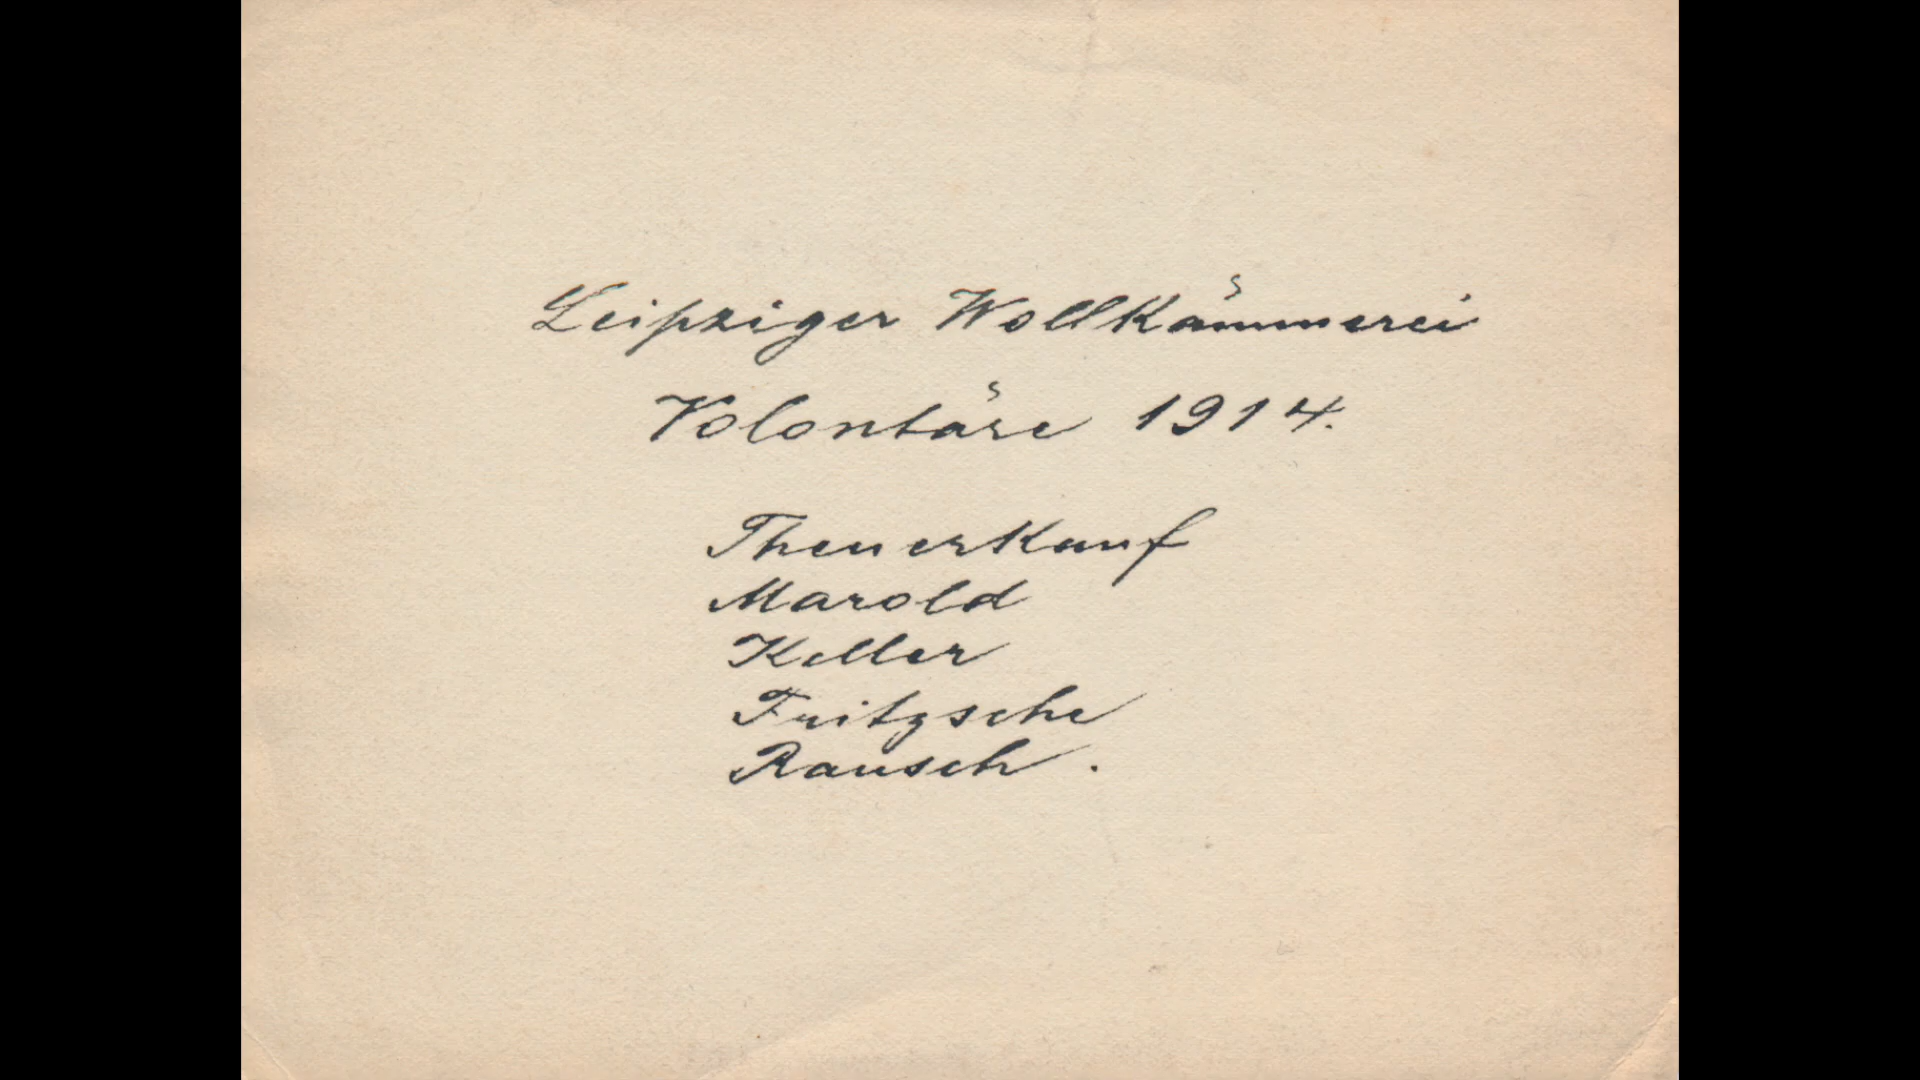 Leipziger Wollkämmerei
Volontäre 1914.
Theuerkauf
Marold
Keller
Fritzsche
Rausch.